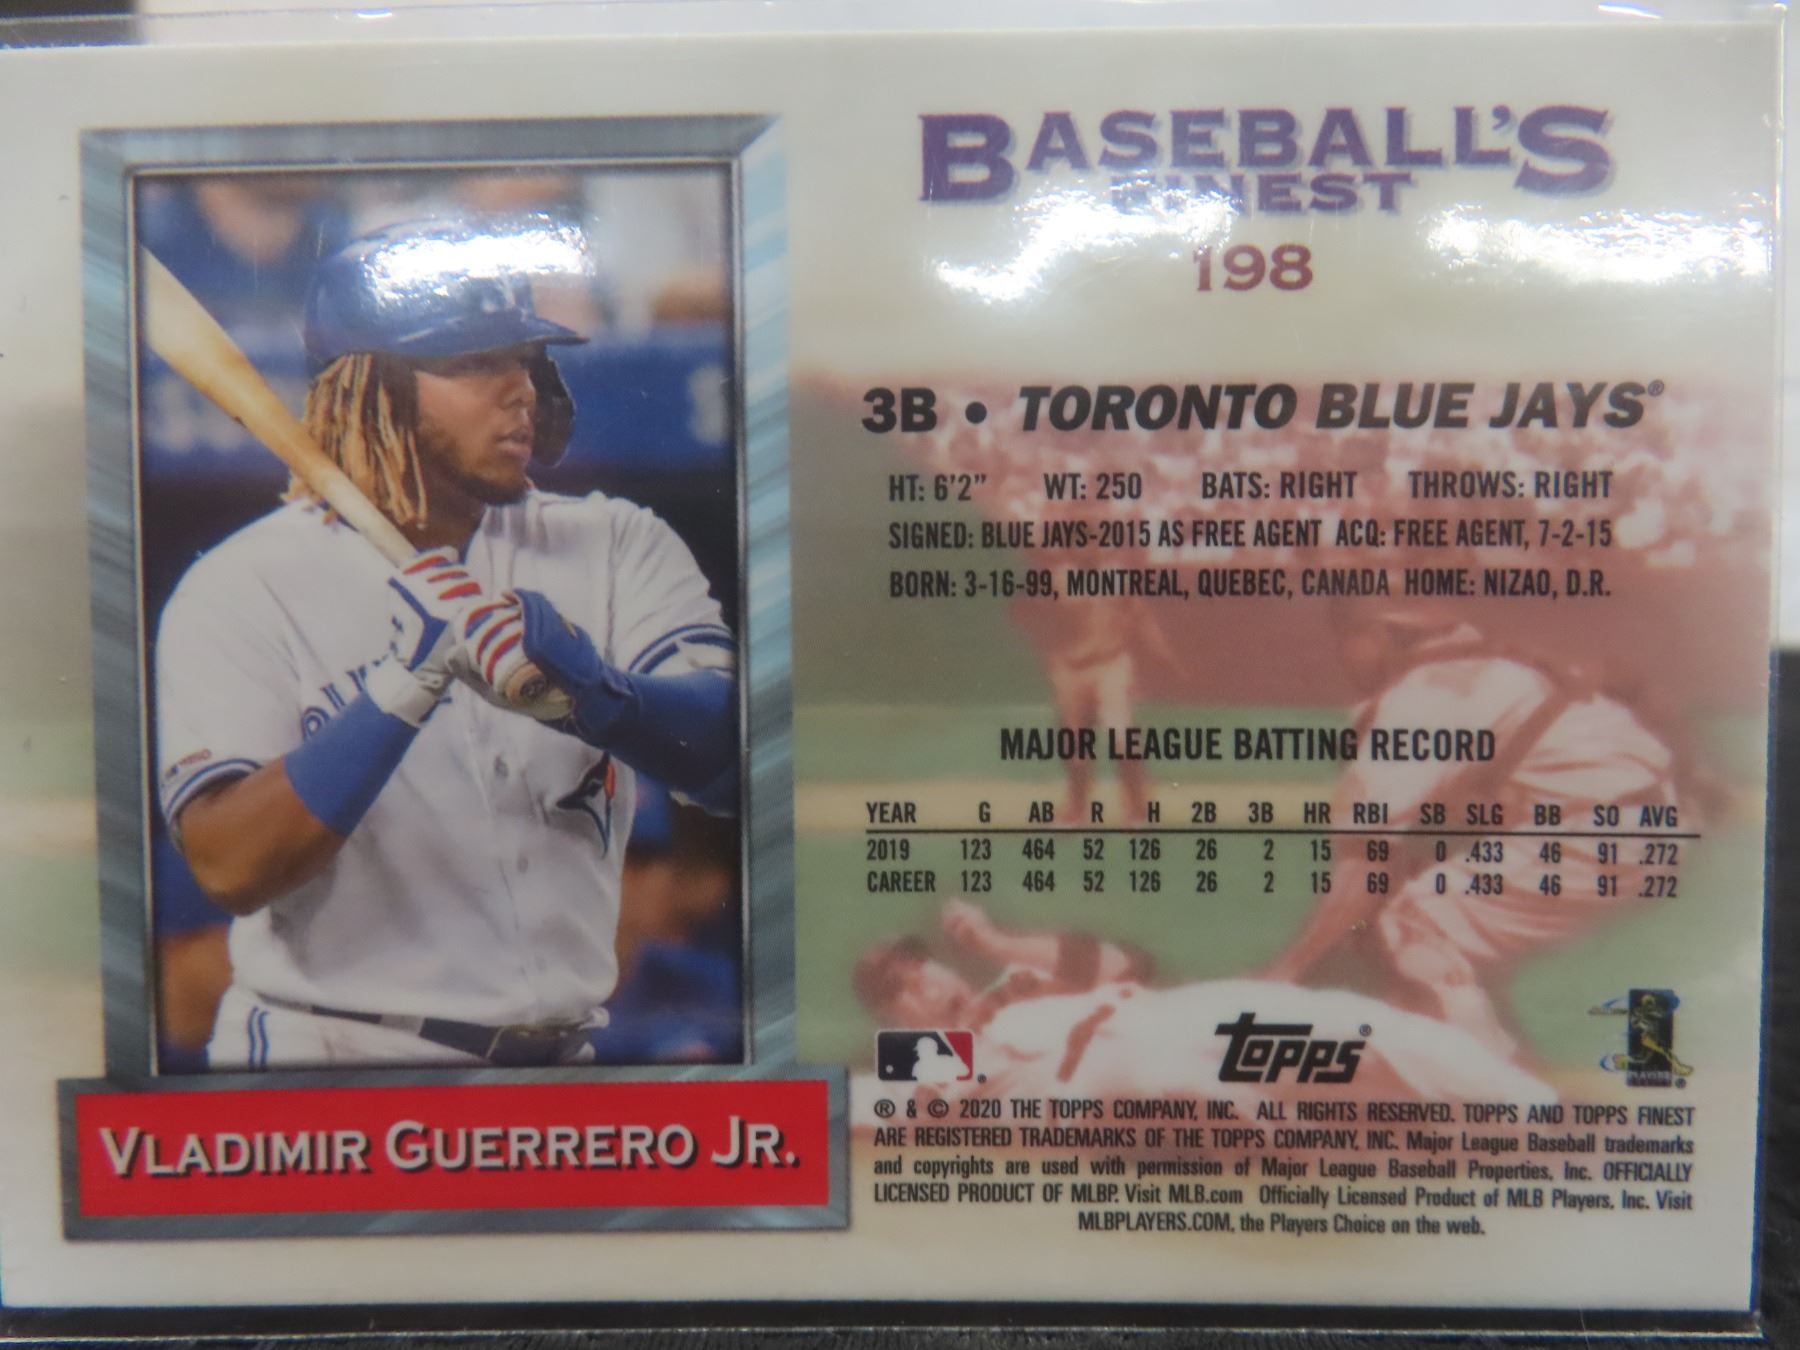 BASEBALL'S
FINEST
198
3B • TORONTO BLUE JAYS®
HT: 6'2" WT: 250 BATS: RIGHT THROWS: RIGHT
SIGNED: BLUE JAYS-2015 AS FREE AGENT ACQ: FREE AGENT, 7-2-15
BORN: 3-16-99, MONTREAL, QUEBEC, CANADA HOME: NIZAO, D.R.
MAJOR LEAGUE BATTING RECORD
YEAR G AB R H 2B 3B HR RBI SB SLG BB SO AVG
2019 123 464 52 126 26 2 15 69 0 .433 46 91 .272
CAREER 123 464 52 126 26 2 15 69 0 .433 46 91 .272
topps®
® & © 2020 THE TOPPS COMPANY, INC. ALL RIGHTS RESERVED. TOPPS AND TOPPS FINEST
ARE REGISTERED TRADEMARKS OF THE TOPPS COMPANY, INC. Major League Baseball trademarks
and copyrights are used with permission of Major League Baseball Properties, Inc. OFFICIALLY
LICENSED PRODUCT OF MLBP. Visit MLB.com Officially Licensed Product of MLB Players, Inc. Visit
MLBPLAYERS.COM, the Players Choice on the web.
VLADIMIR GUERRERO JR.